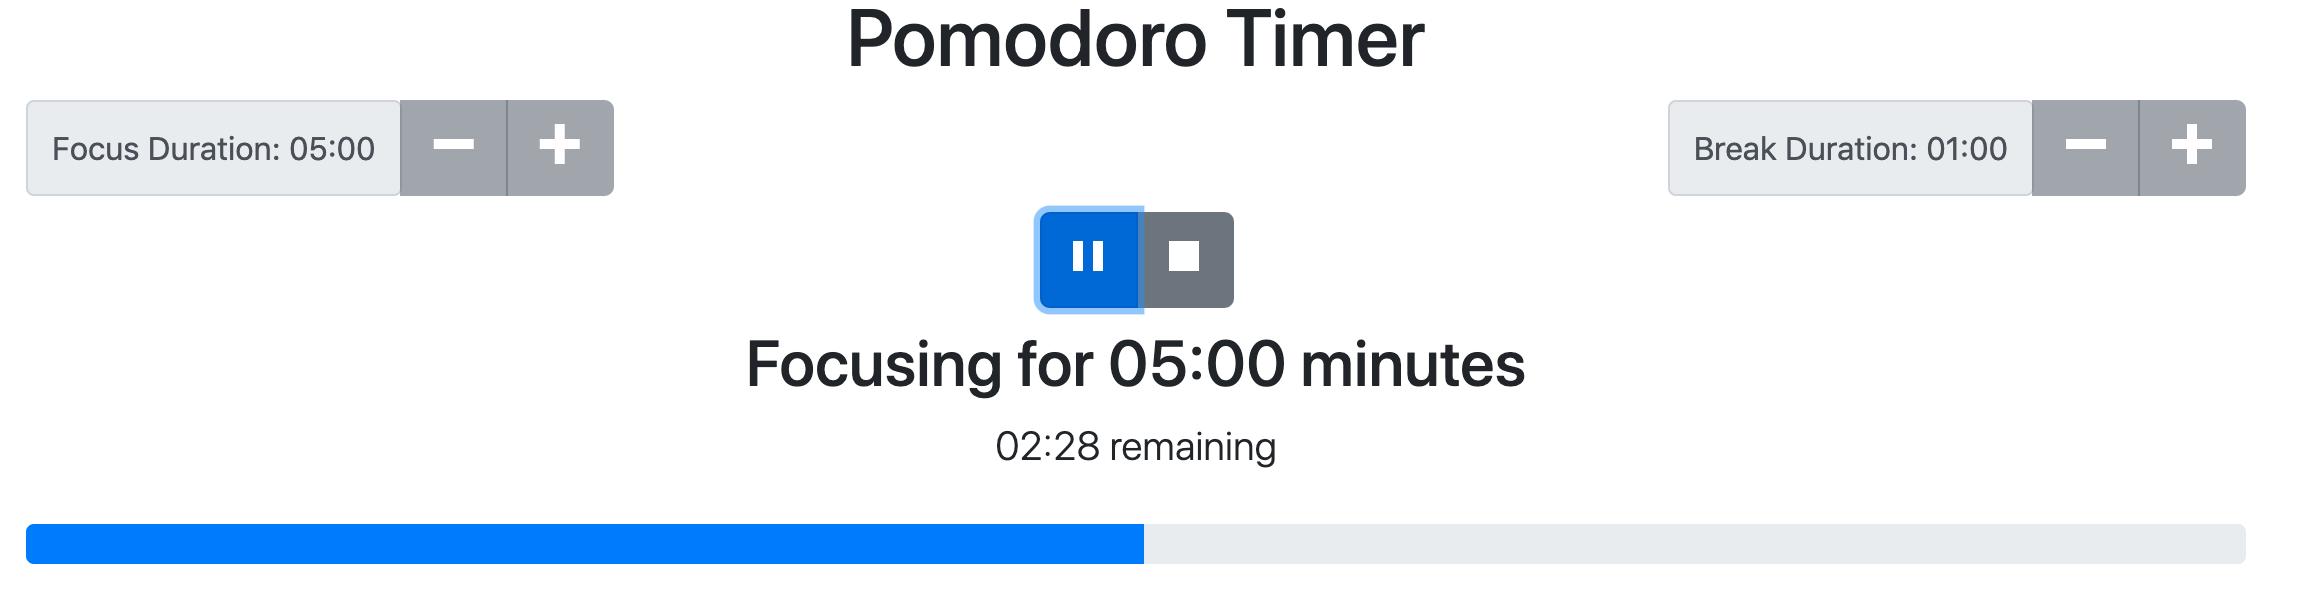 Pomodoro Timer
Focus Duration: 05:00
Break Duration: 01:00
Focusing for 05:00 minutes
02:28 remaining